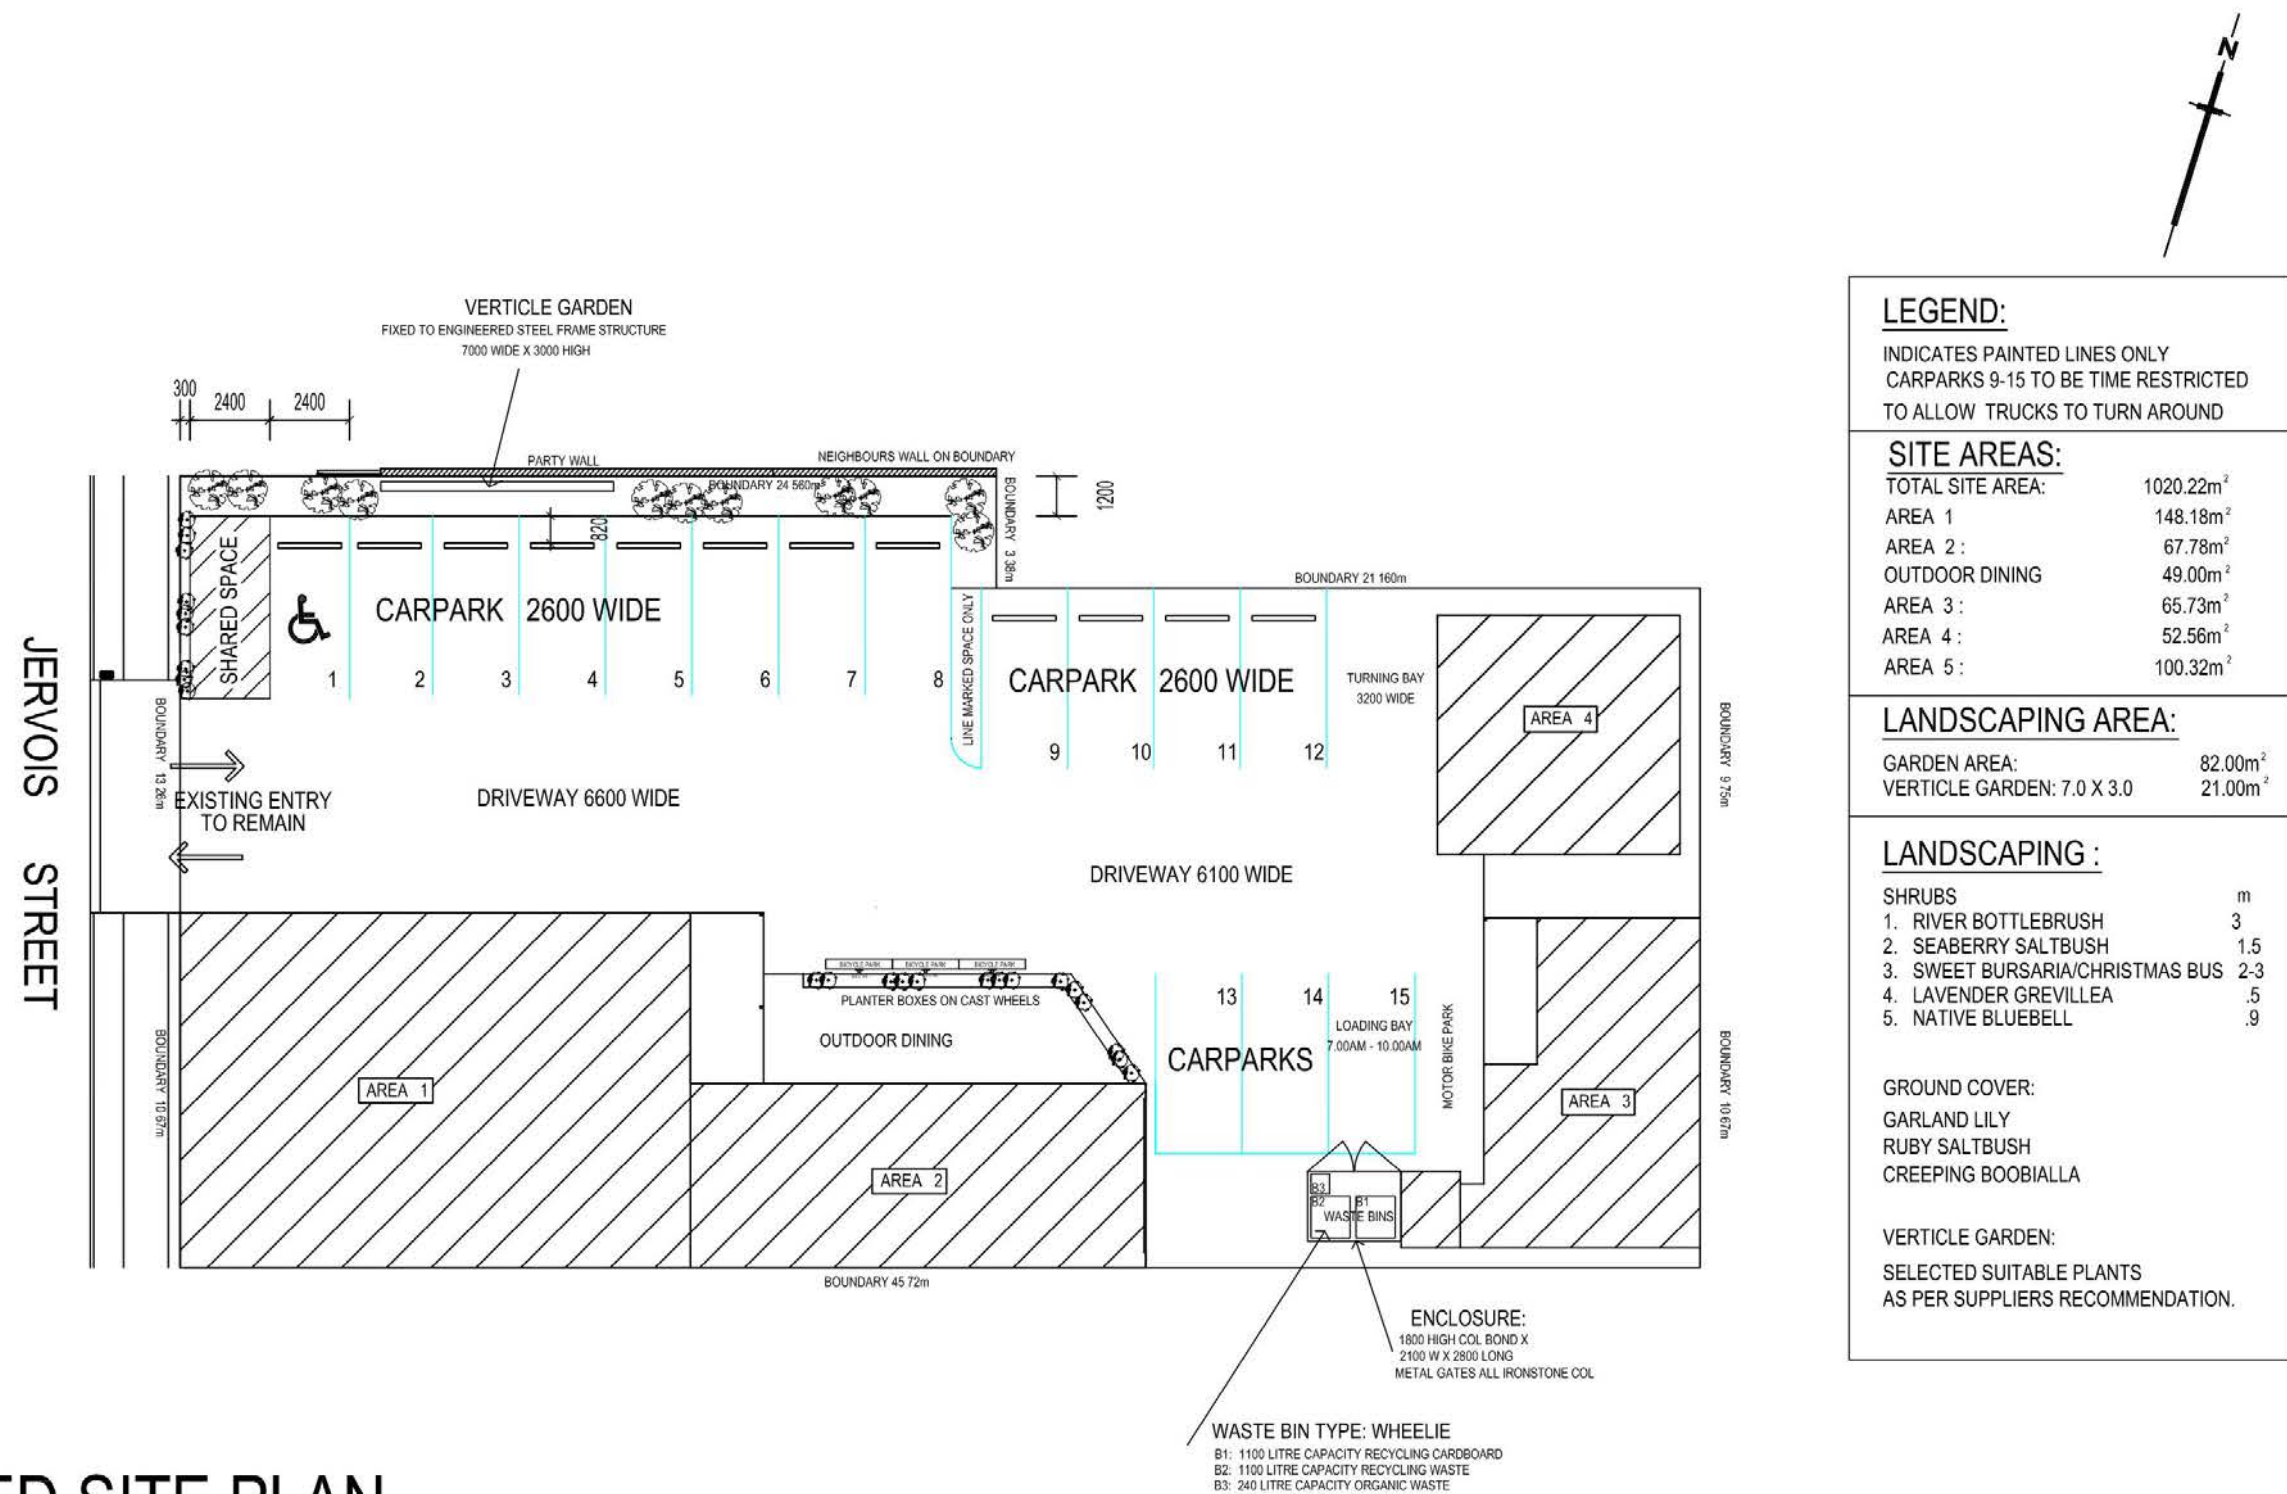 N
VERTICLE GARDEN
FIXED TO ENGINEERED STEEL FRAME STRUCTURE
7000 WIDE X 3000 HIGH
300
2400
2400
PARTY WALL
NEIGHBOURS WALL ON BOUNDARY
BOUNDARY 24 560m
BOUNDARY 3 38m
1200
820
SHARED SPACE
CARPARK 2600 WIDE
1
2
3
4
5
6
7
8
LINE MARKED SPACE ONLY
BOUNDARY 21 160m
CARPARK 2600 WIDE
9
10
11
12
TURNING BAY
3200 WIDE
AREA 4
BOUNDARY 9 75m
JERVOIS STREET
BOUNDARY 13 26m
EXISTING ENTRY
TO REMAIN
DRIVEWAY 6600 WIDE
DRIVEWAY 6100 WIDE
BICYCLE PARK
BICYCLE PARK
BICYCLE PARK
PLANTER BOXES ON CAST WHEELS
OUTDOOR DINING
13
14
15
LOADING BAY
7.00AM - 10.00AM
CARPARKS
MOTOR BIKE PARK
BOUNDARY 10 67m
AREA 1
AREA 2
AREA 3
BOUNDARY 10 67m
B3
B2
B1
WASTE BINS
BOUNDARY 45 72m
ENCLOSURE:
1800 HIGH COL BOND X
2100 W X 2800 LONG
METAL GATES ALL IRONSTONE COL
WASTE BIN TYPE: WHEELIE
B1: 1100 LITRE CAPACITY RECYCLING CARDBOARD
B2: 1100 LITRE CAPACITY RECYCLING WASTE
B3: 240 LITRE CAPACITY ORGANIC WASTE
LEGEND:
INDICATES PAINTED LINES ONLY
CARPARKS 9-15 TO BE TIME RESTRICTED
TO ALLOW TRUCKS TO TURN AROUND
SITE AREAS:
TOTAL SITE AREA: 1020.22m²
AREA 1 148.18m²
AREA 2 : 67.78m²
OUTDOOR DINING 49.00m²
AREA 3 : 65.73m²
AREA 4 : 52.56m²
AREA 5 : 100.32m²
LANDSCAPING AREA:
GARDEN AREA: 82.00m²
VERTICLE GARDEN: 7.0 X 3.0 21.00m²
LANDSCAPING :
SHRUBS m
1. RIVER BOTTLEBRUSH 3
2. SEABERRY SALTBUSH 1.5
3. SWEET BURSARIA/CHRISTMAS BUS 2-3
4. LAVENDER GREVILLEA .5
5. NATIVE BLUEBELL .9
GROUND COVER:
GARLAND LILY
RUBY SALTBUSH
CREEPING BOOBIALLA
VERTICLE GARDEN:
SELECTED SUITABLE PLANTS
AS PER SUPPLIERS RECOMMENDATION.
ED SITE PLAN